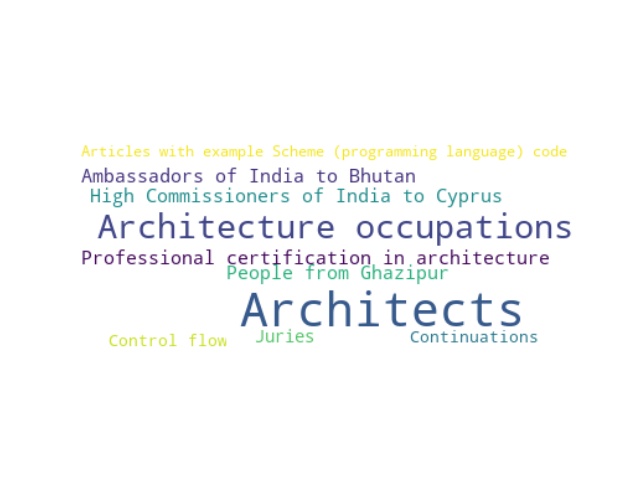 Articles with example Scheme (programming language) code
Ambassadors of India to Bhutan
High Commissioners of India to Cyprus
Architecture occupations
Professional certification in architecture
People from Ghazipur
Architects
Control flow Juries Continuations